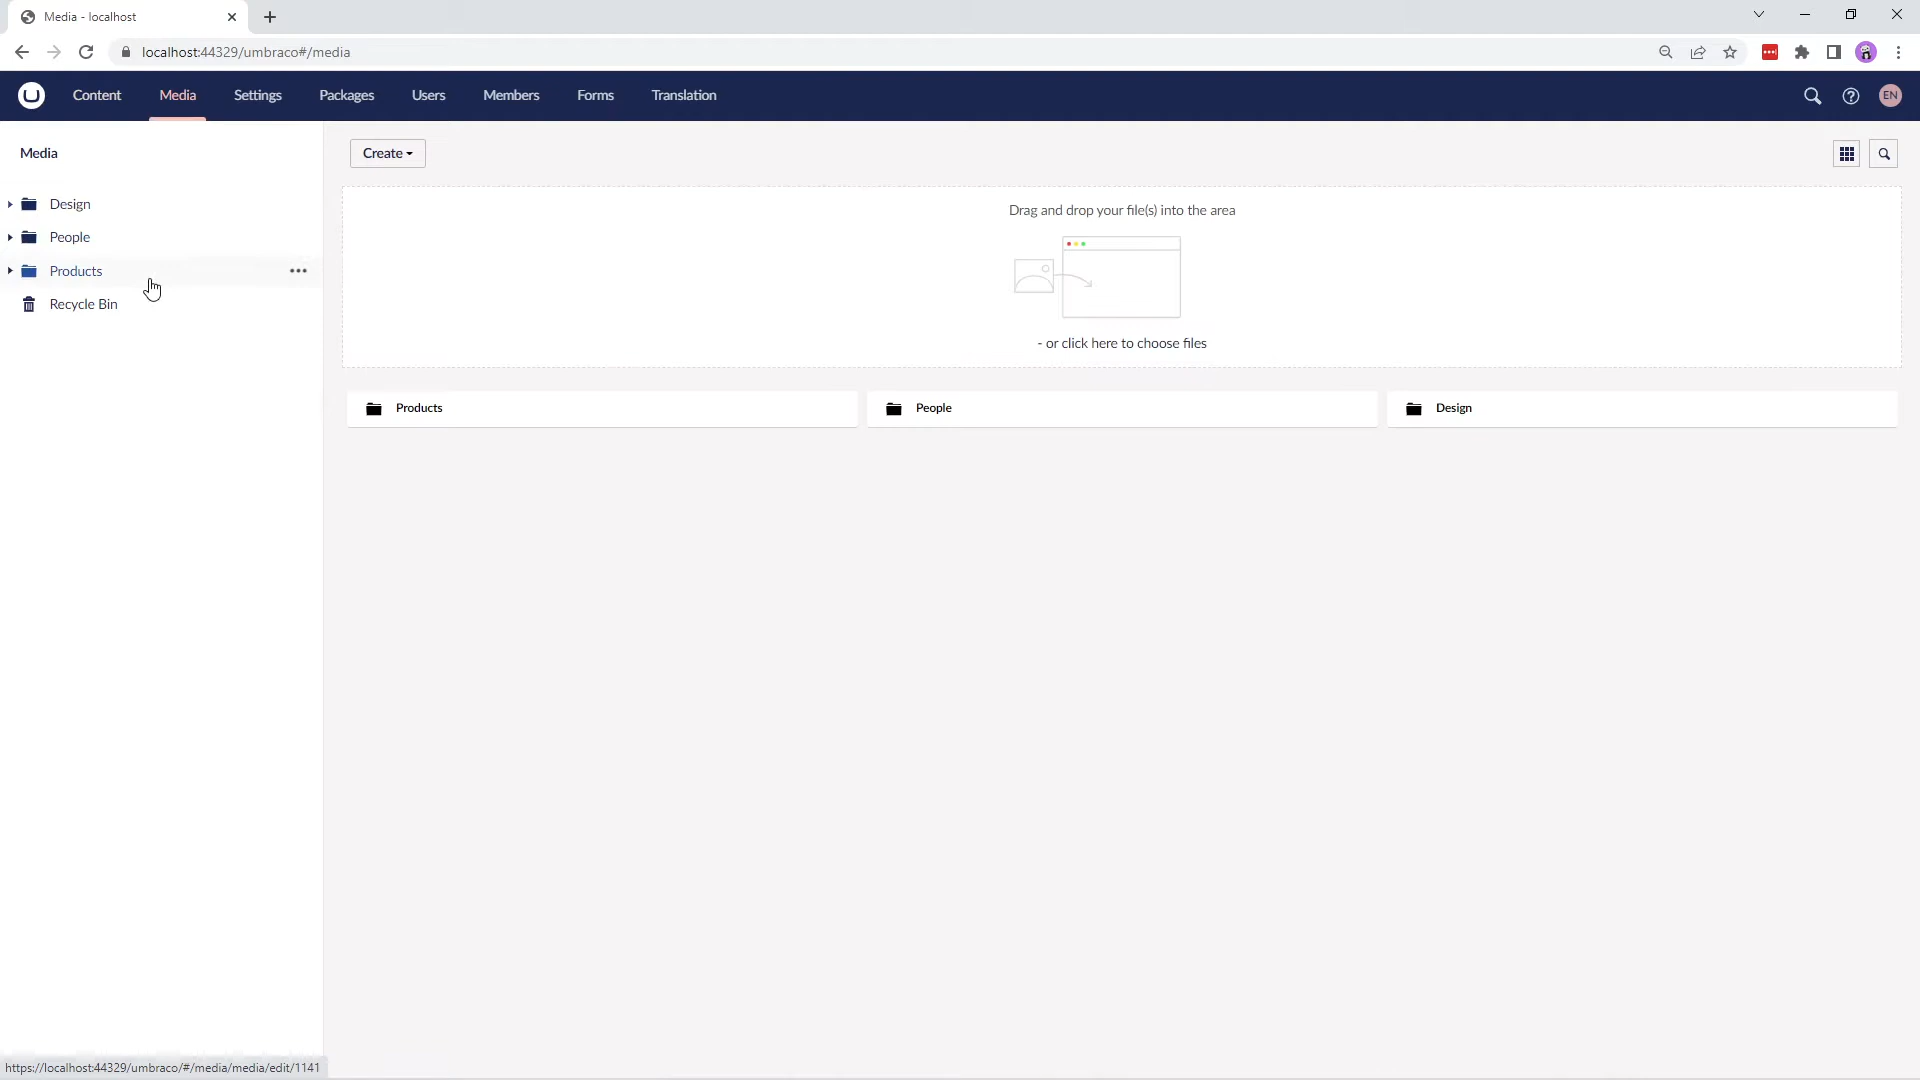 Media - localhost
localhost:44329/umbraco#/media
Content Media Settings Packages Users Members Forms Translation EN
Media
Design
People
Products
Recycle Bin
Create
Drag and drop your file(s) into the area
- or click here to choose files
Products People Design
https://localhost:44329/umbraco/#/media/media/edit/1141